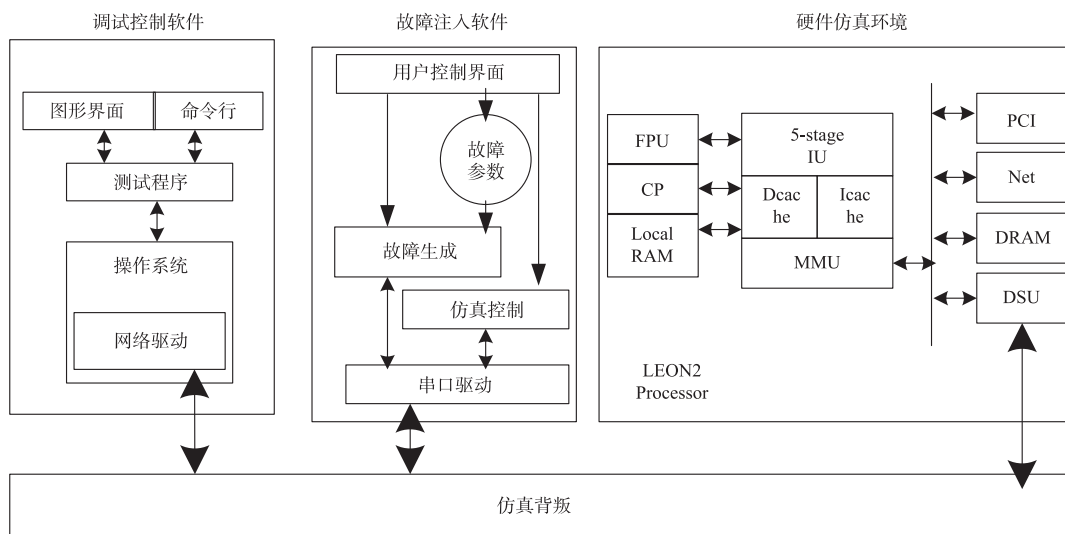 调试控制软件
故障注入软件
硬件仿真环境
图形界面
命令行
测试程序
操作系统
网络驱动
用户控制界面
故障
参数
故障生成
仿真控制
串口驱动
FPU
CP
Local
RAM
5-stage
IU
Dcac
he
Icac
he
MMU
PCI
Net
DRAM
DSU
LEON2
Processor
仿真背叛